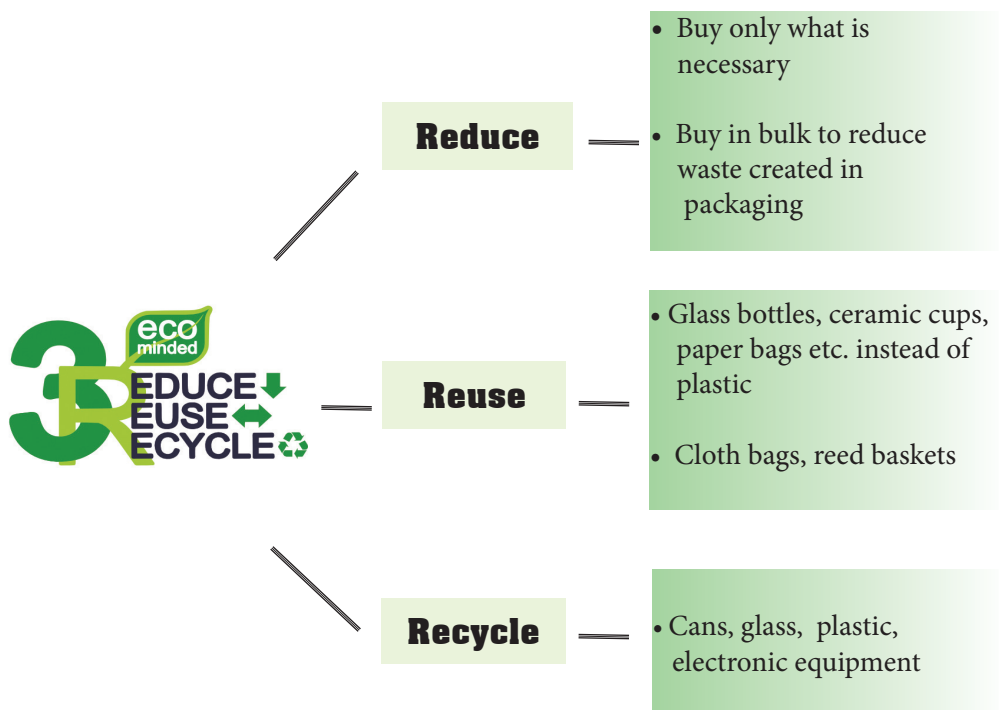 eco
minded
3REDUCE
REUSE
RECYCLE
Reduce
• Buy only what is
necessary
• Buy in bulk to reduce
waste created in
packaging
Reuse
• Glass bottles, ceramic cups,
paper bags etc. instead of
plastic
• Cloth bags, reed baskets
Recycle
• Cans, glass, plastic,
electronic equipment